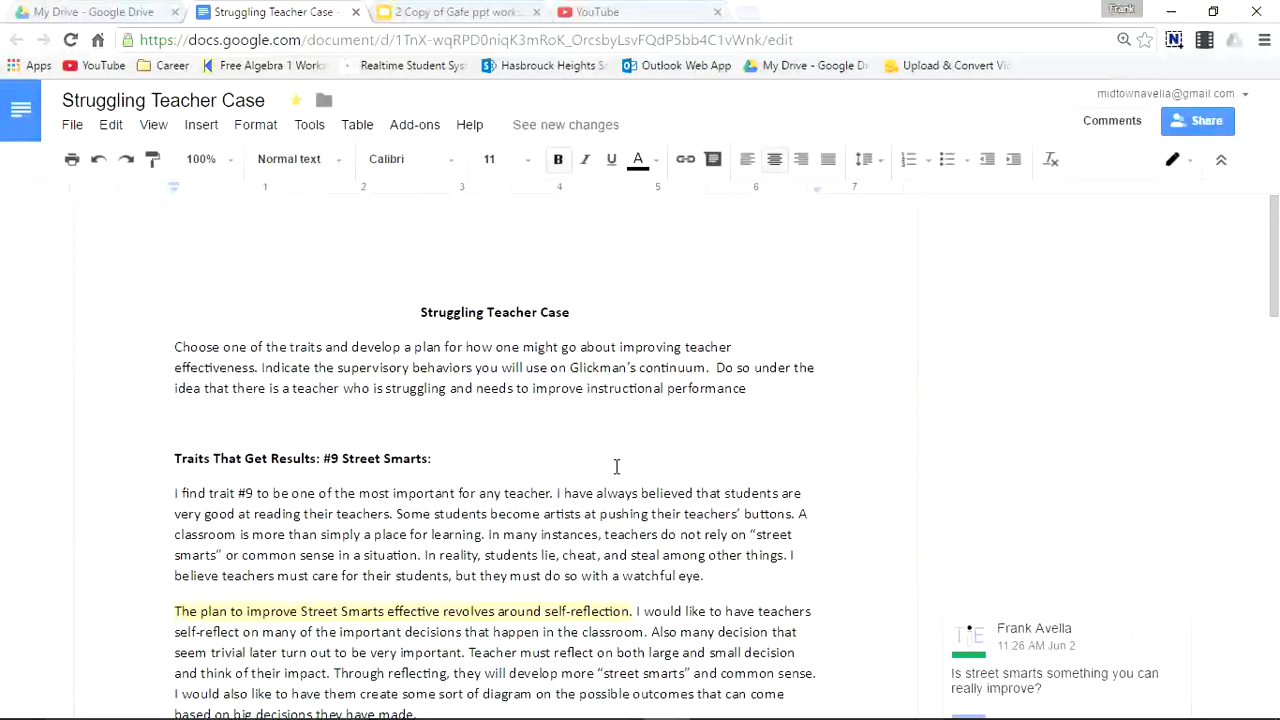 My Drive - Google Drive
Struggling Teacher Case -
2 Copy of Gafe ppt works
YouTube
Frank
https://docs.google.com/document/d/1TnX-wqRPD0niqK3mRoK_OrcsbyLsvFQdP5bb4C1vWnk/edit
Apps YouTube Career Free Algebra 1 Works Realtime Student Sys Hasbrouck Heights S Outlook Web App My Drive - Google D Upload & Convert Vi
Struggling Teacher Case
midtownavella@gmail.com
File Edit View Insert Format Tools Table Add-ons Help See new changes
Comments Share
100% Normal text Calibri 11 B I U A
1 2 3 4 5 6 7
Struggling Teacher Case
Choose one of the traits and develop a plan for how one might go about improving teacher
effectiveness. Indicate the supervisory behaviors you will use on Glickman's continuum. Do so under the
idea that there is a teacher who is struggling and needs to improve instructional performance
Traits That Get Results: #9 Street Smarts:
I find trait #9 to be one of the most important for any teacher. I have always believed that students are
very good at reading their teachers. Some students become artists at pushing their teachers' buttons. A
classroom is more than simply a place for learning. In many instances, teachers do not rely on "street
smarts" or common sense in a situation. In reality, students lie, cheat, and steal among other things. I
believe teachers must care for their students, but they must do so with a watchful eye.
The plan to improve Street Smarts effective revolves around self-reflection. I would like to have teachers
self-reflect on many of the important decisions that happen in the classroom. Also many decision that
seem trivial later turn out to be very important. Teacher must reflect on both large and small decision
and think of their impact. Through reflecting, they will develop more "street smarts" and common sense.
I would also like to have them create some sort of diagram on the possible outcomes that can come
based on big decisions they have made.
Frank Avella
11:26 AM Jun 2
Is street smarts something you can
really improve?